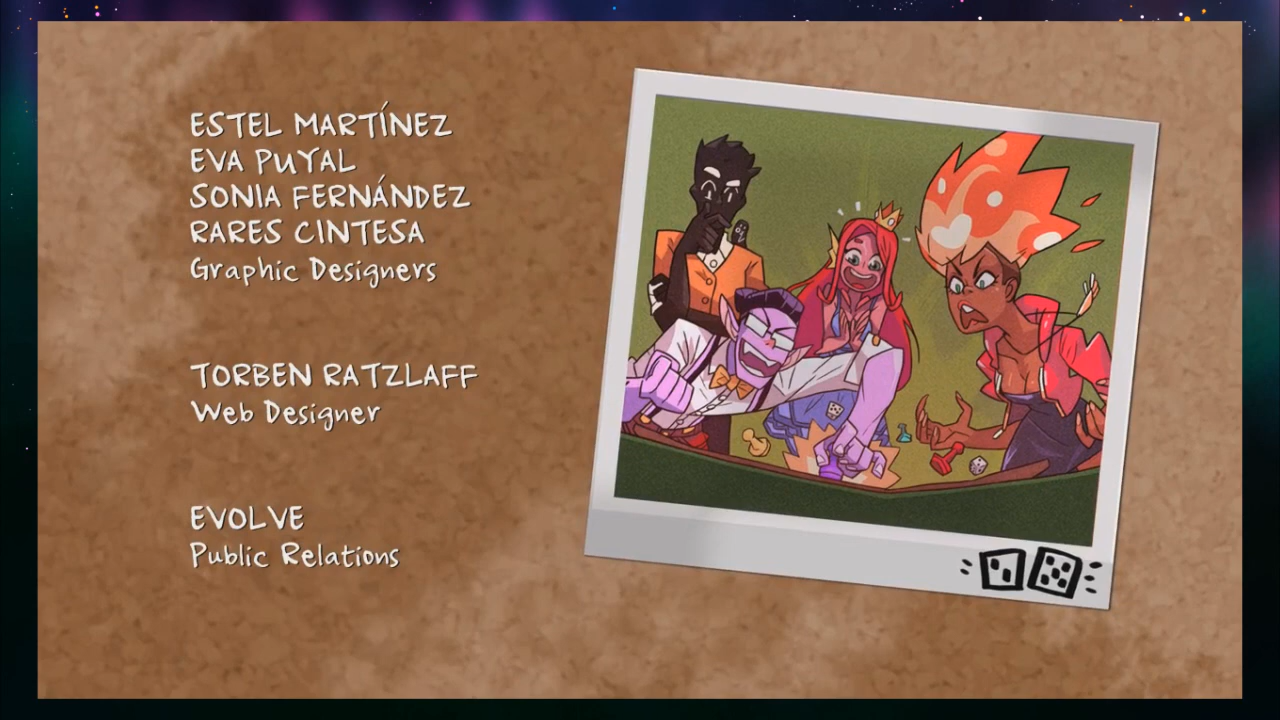 ESTEL MARTÍNEZ
EVA PUYAL
SONIA FERNÁNDEZ
RARES CINTESA
Graphic Designers
TORBEN RATZLAFF
Web Designer
EVOLVE
Public Relations